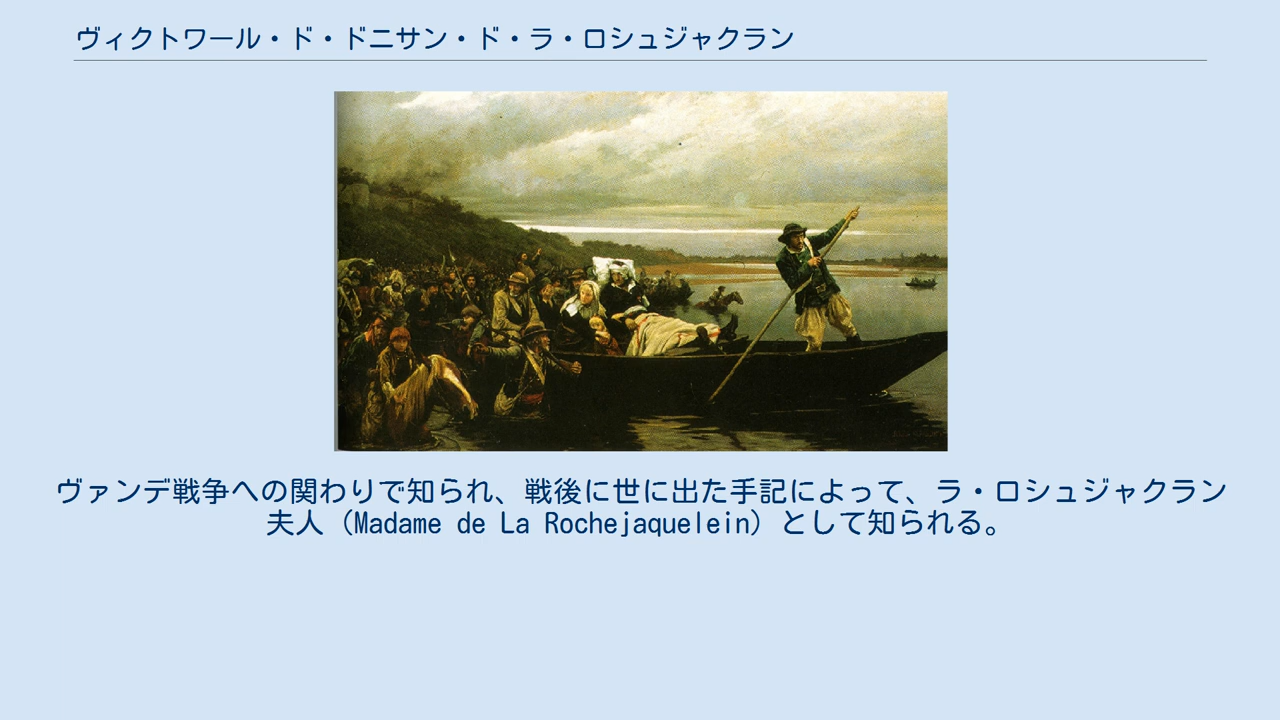 ヴィクトワール・ド・ドニサン・ド・ラ・ロシュジャクラン
ヴァンデ戦争への関わりで知られ、戦後に世に出た手記によって、ラ・ロシュジャクラン
夫人（Madame de La Rochejaquelein）として知られる。